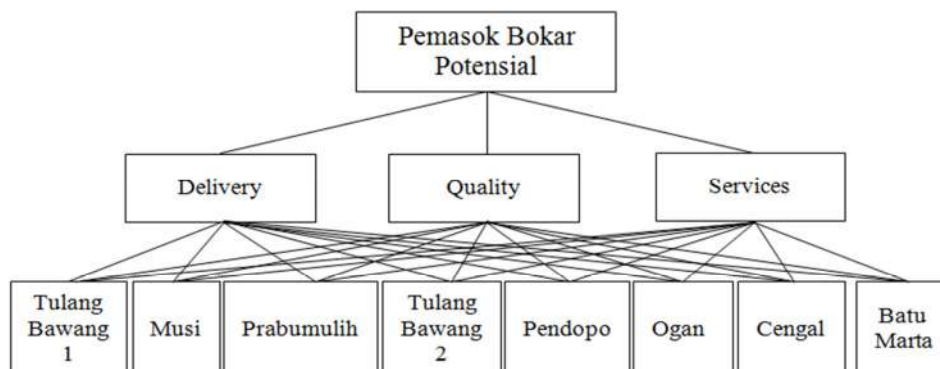 Pemasok Bokar
Potensial
Delivery
Quality
Services
Tulang
Bawang
1
Musi
Prabumulih
Tulang
Bawang
2
Pendopo
Ogan
Cengal
Batu
Marta